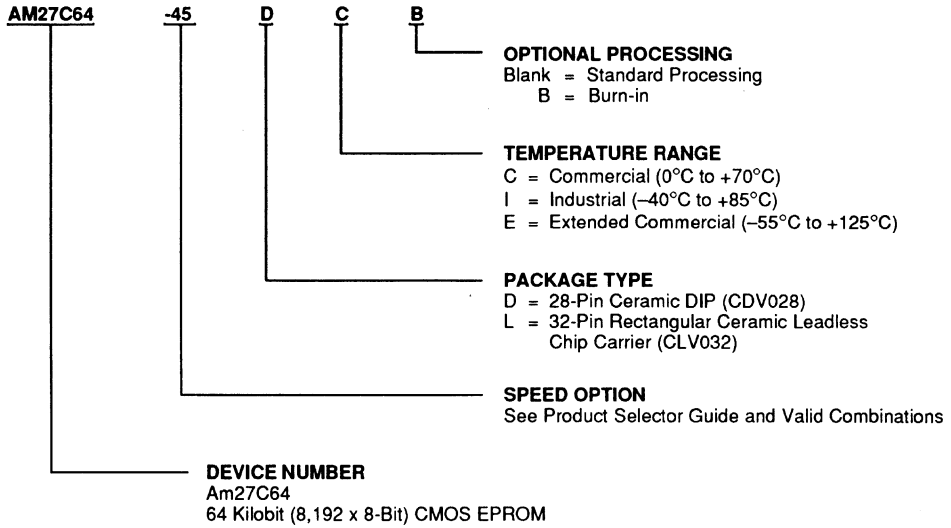 AM27C64 -45 D C B
OPTIONAL PROCESSING
Blank = Standard Processing
B = Burn-in
TEMPERATURE RANGE
C = Commercial (0°C to +70°C)
I = Industrial (–40°C to +85°C)
E = Extended Commercial (–55°C to +125°C)
PACKAGE TYPE
D = 28-Pin Ceramic DIP (CDV028)
L = 32-Pin Rectangular Ceramic Leadless
Chip Carrier (CLV032)
SPEED OPTION
See Product Selector Guide and Valid Combinations
DEVICE NUMBER
Am27C64
64 Kilobit (8,192 x 8-Bit) CMOS EPROM